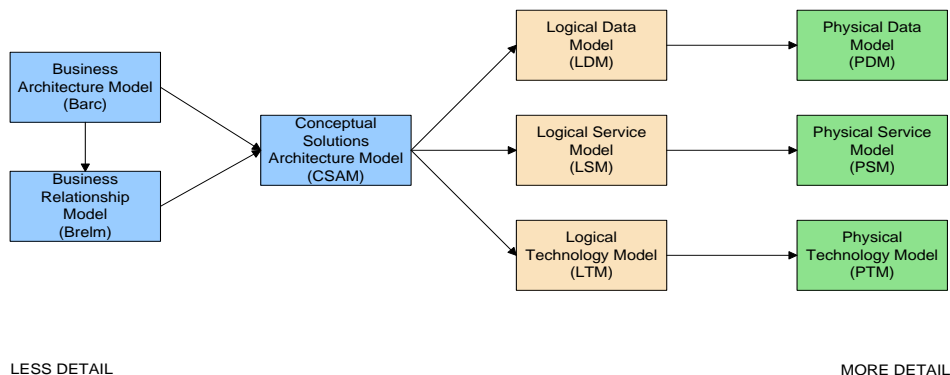 Business
Architecture Model
(Barc)
Business
Relationship
Model
(Brelm)
Conceptual
Solutions
Architecture Model
(CSAM)
Logical Data
Model
(LDM)
Physical Data
Model
(PDM)
Logical Service
Model
(LSM)
Physical Service
Model
(PSM)
Logical
Technology Model
(LTM)
Physical
Technology Model
(PTM)
LESS DETAIL
MORE DETAIL